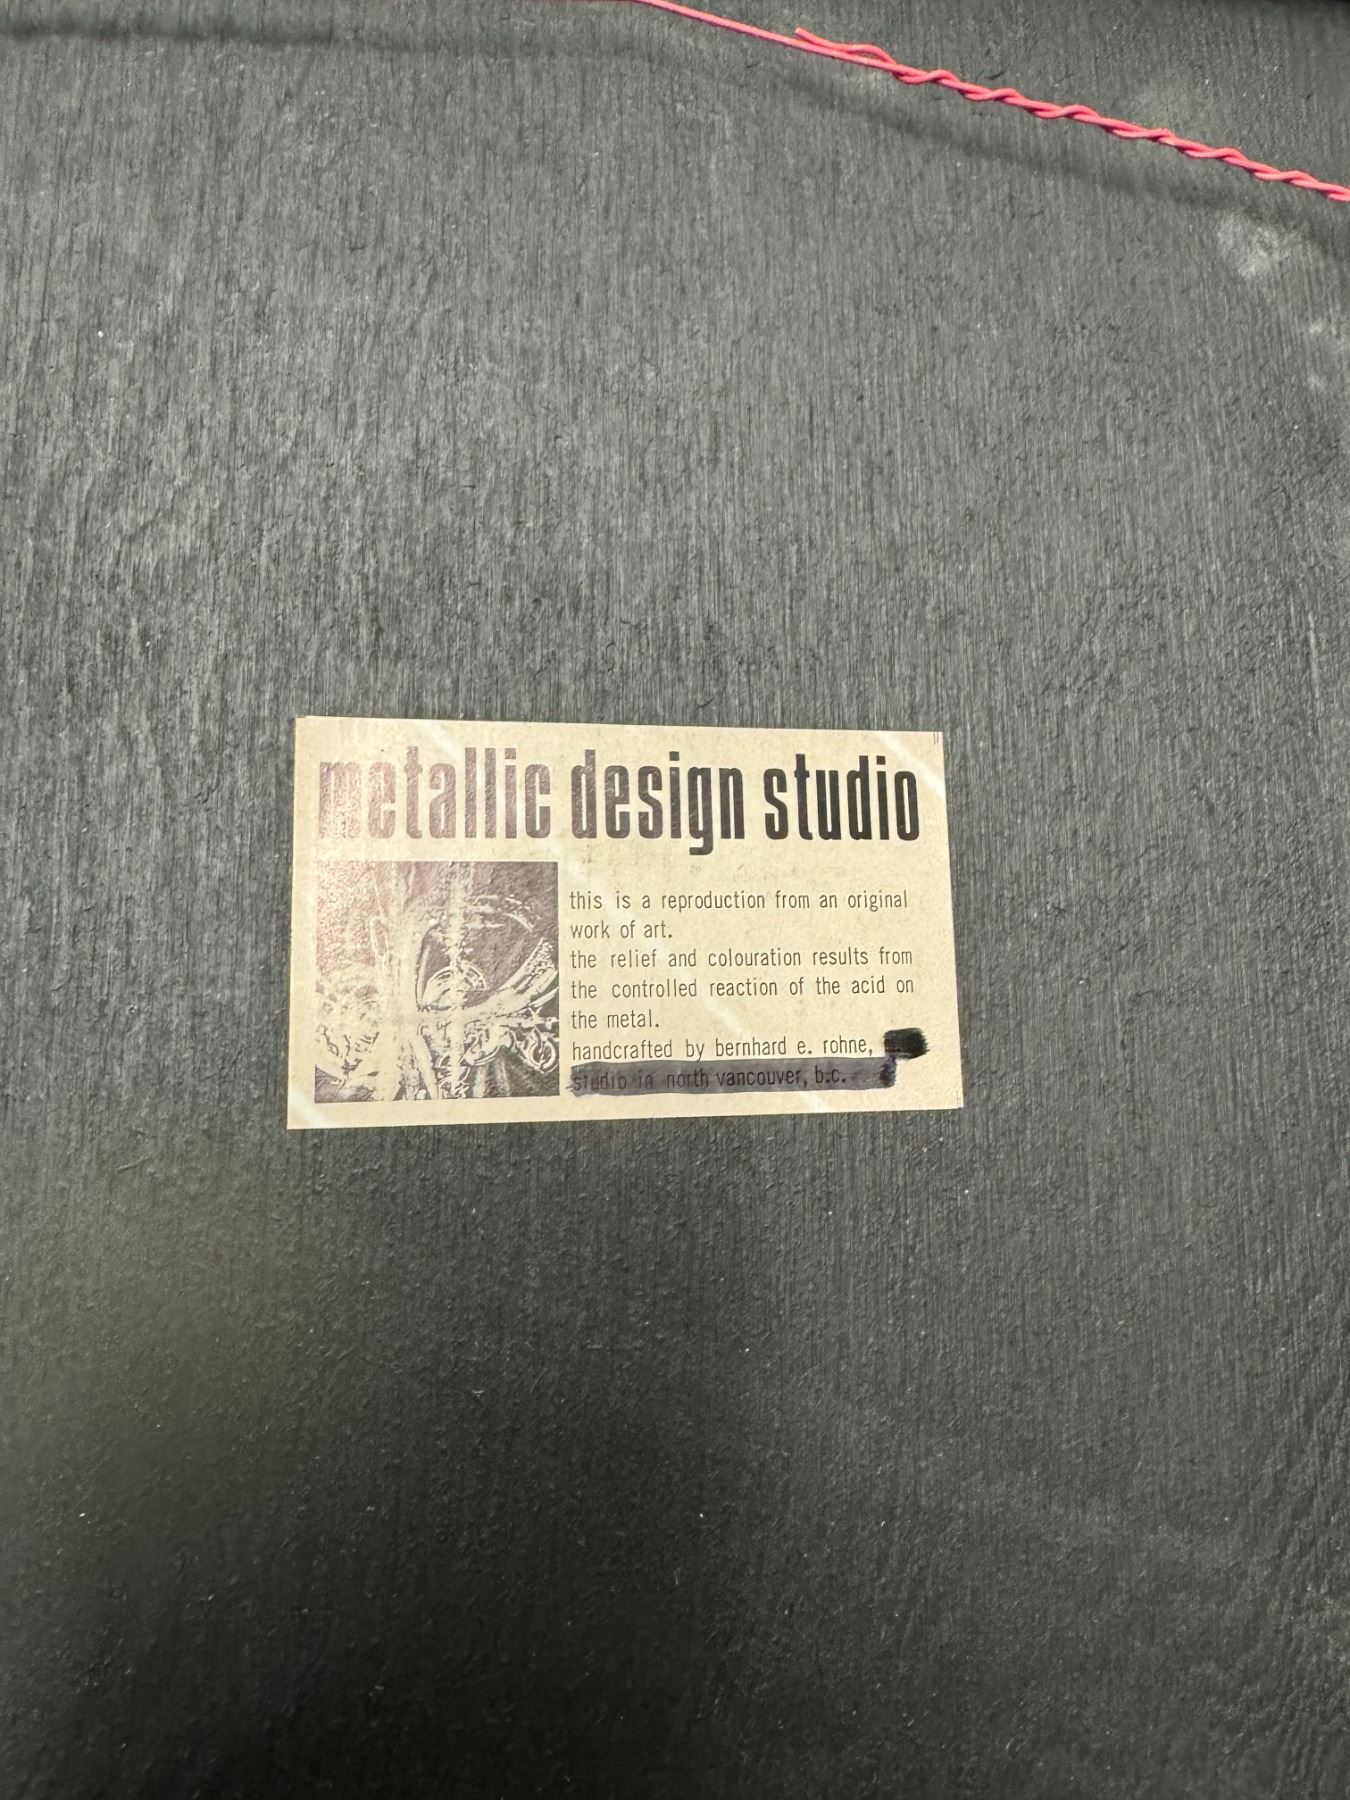 metallic design studio
this is a reproduction from an original
work of art.
the relief and colouration results from
the controlled reaction of the acid on
the metal.
handcrafted by bernhard e. rohne,
studio in north vancouver, b.c.